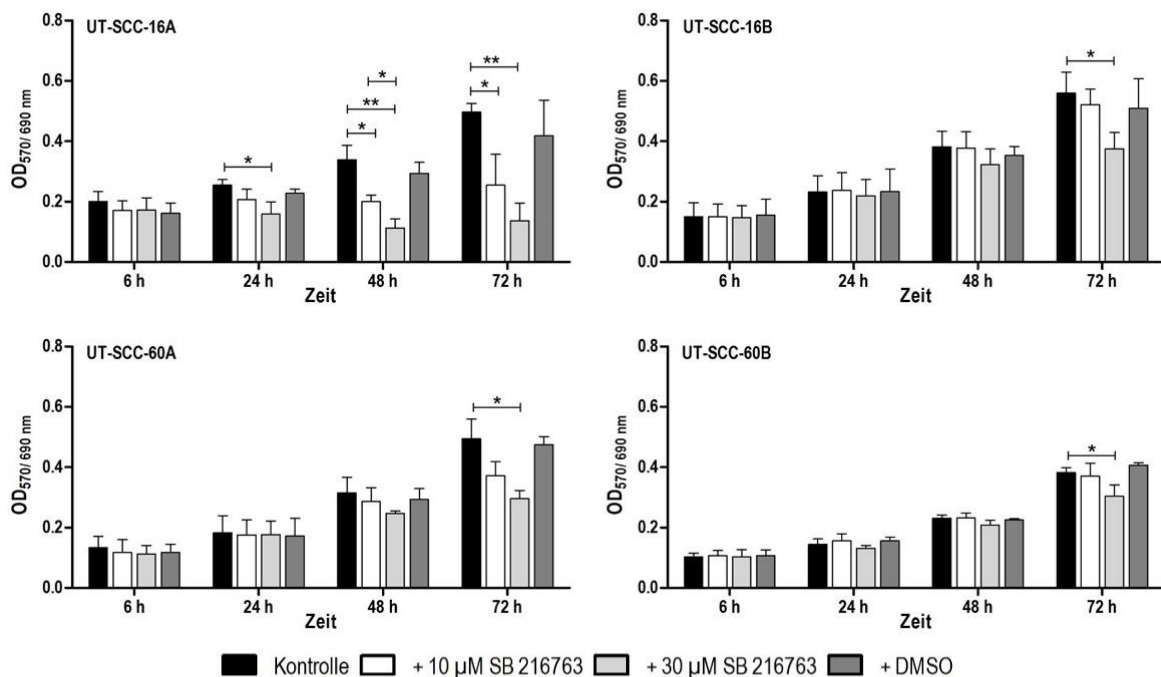 UT-SCC-16A
OD570/ 690 nm
0.8
0.6
0.4
0.2
0.0
*
**
*
*
**
*
6 h
24 h
48 h
72 h
Zeit
UT-SCC-16B
OD570/ 690 nm
0.8
0.6
0.4
0.2
0.0
*
6 h
24 h
48 h
72 h
Zeit
UT-SCC-60A
OD570/ 690 nm
0.8
0.6
0.4
0.2
0.0
*
6 h
24 h
48 h
72 h
Zeit
UT-SCC-60B
OD570/ 690 nm
0.8
0.6
0.4
0.2
0.0
*
6 h
24 h
48 h
72 h
Zeit
Kontrolle + 10 µM SB 216763 + 30 µM SB 216763 + DMSO